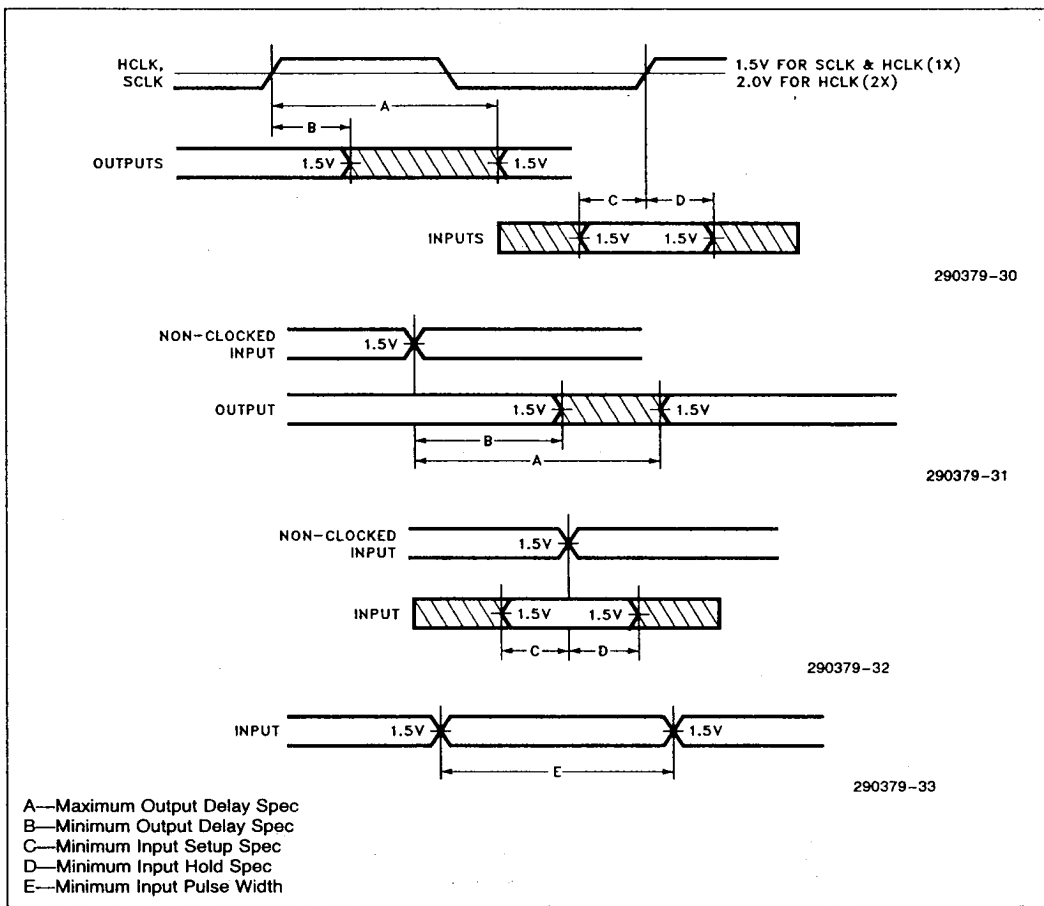 HCLK,
SCLK
1.5V FOR SCLK & HCLK(1X)
2.0V FOR HCLK(2X)
A
B
OUTPUTS
1.5V
1.5V
C
D
INPUTS
1.5V
1.5V
290379-30
NON-CLOCKED
INPUT
1.5V
OUTPUT
1.5V
1.5V
B
A
290379-31
NON-CLOCKED
INPUT
1.5V
INPUT
1.5V
1.5V
C
D
290379-32
INPUT
1.5V
1.5V
E
290379-33
A—Maximum Output Delay Spec
B—Minimum Output Delay Spec
C—Minimum Input Setup Spec
D—Minimum Input Hold Spec
E—Minimum Input Pulse Width